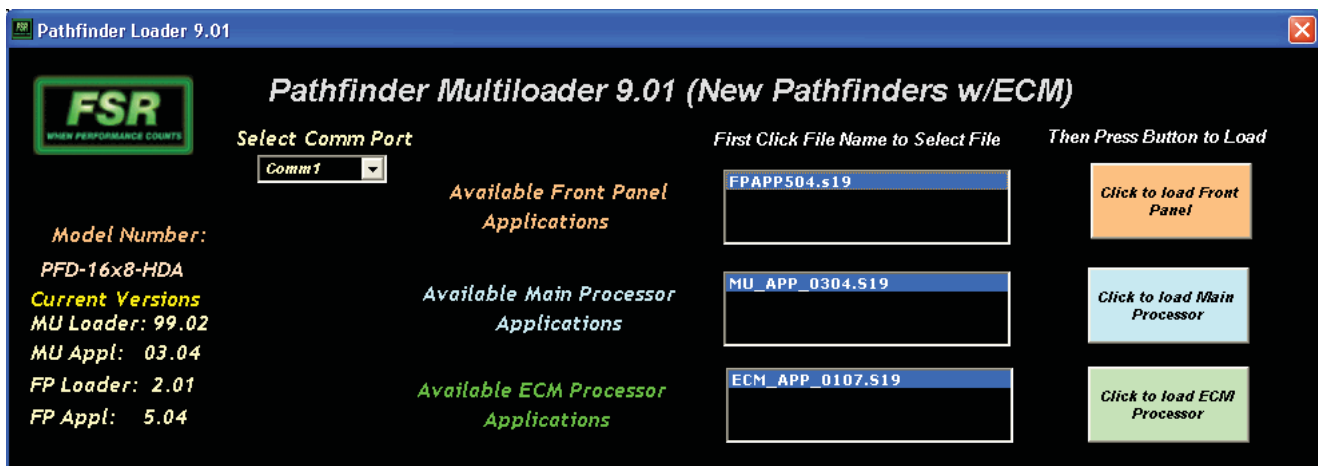 FSR
Pathfinder Loader 9.01
FSR
WHEN PERFORMANCE COUNTS
Pathfinder Multiloader 9.01 (New Pathfinders w/ECM)
Select Comm Port
Comm1
First Click File Name to Select File
Then Press Button to Load
Available Front Panel
Applications
FPAPP504.s19
Click to load Front
Panel
Model Number:
PFD-16x8-HDA
Current Versions
MU Loader: 99.02
MU Appl: 03.04
FP Loader: 2.01
FP Appl: 5.04
Available Main Processor
Applications
MU_APP_0304.S19
Click to load Main
Processor
Available ECM Processor
Applications
ECM_APP_0107.S19
Click to load ECM
Processor